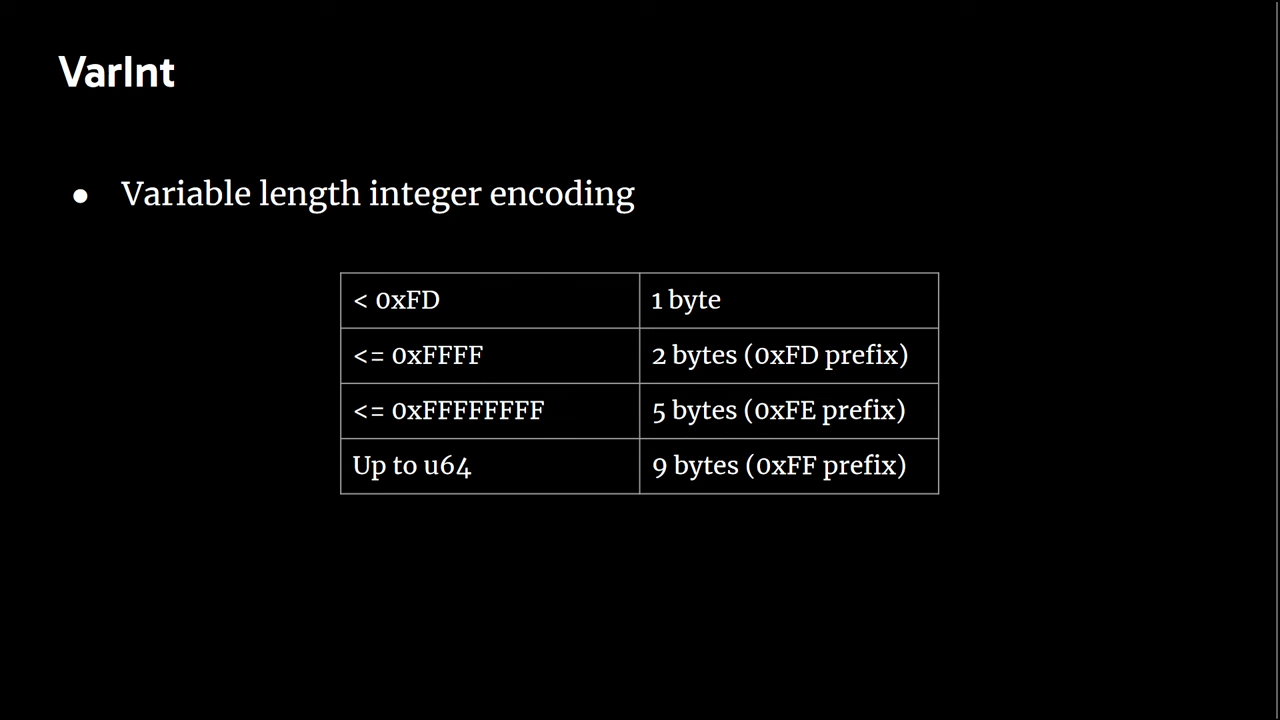 VarInt
● Variable length integer encoding
< 0xFD 1 byte
<= 0xFFFF 2 bytes (0xFD prefix)
<= 0xFFFFFFFF 5 bytes (0xFE prefix)
Up to u64 9 bytes (0xFF prefix)